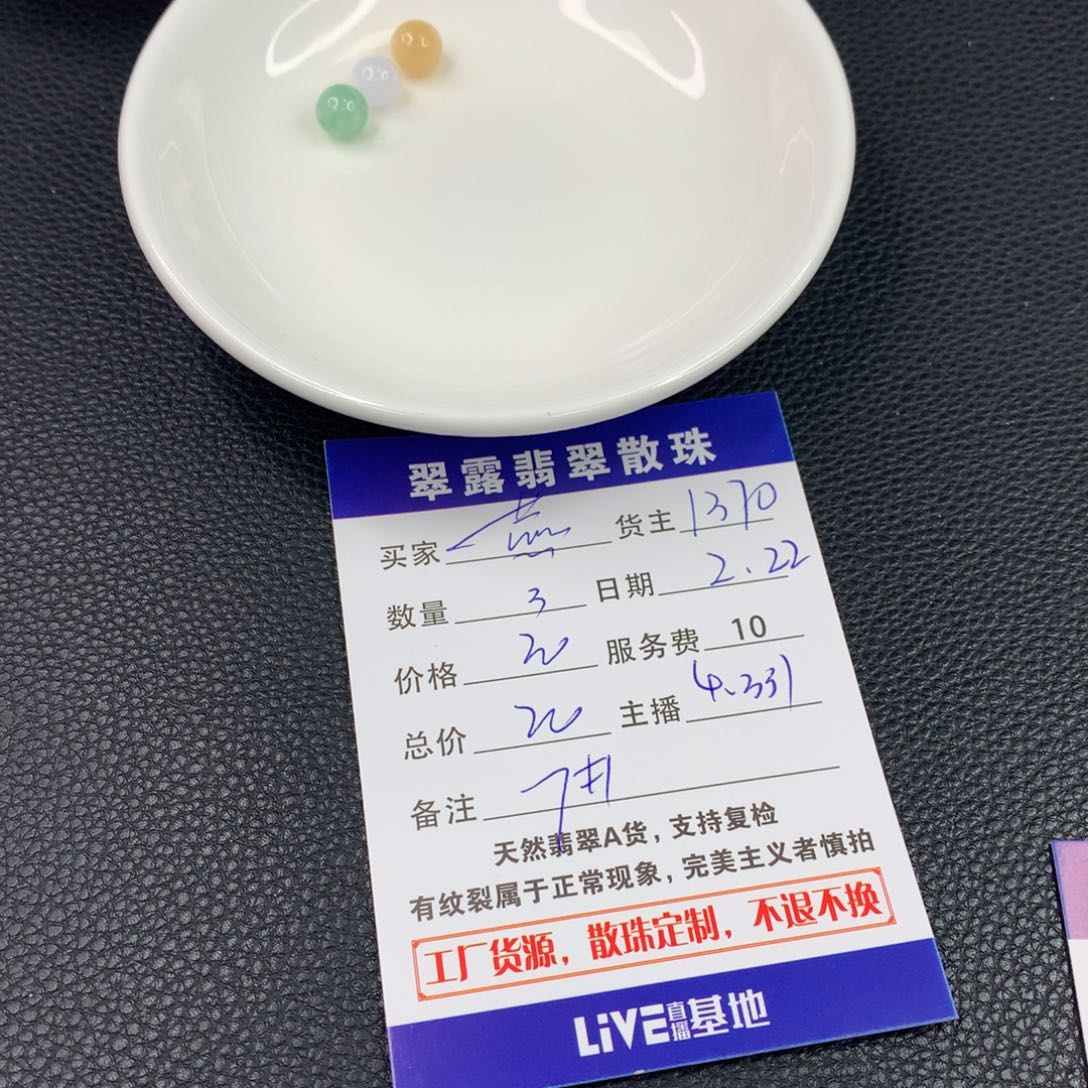 翠露翡翠散珠
买家 货主 1370
数量 3 日期 2.22
价格 20 服务费 10
总价 20 主播 4.331
备注
天然翡翠A货，支持复检
有纹裂属于正常现象，完美主义者慎拍
工厂货源，散珠定制，不退不换
LiVE直播基地